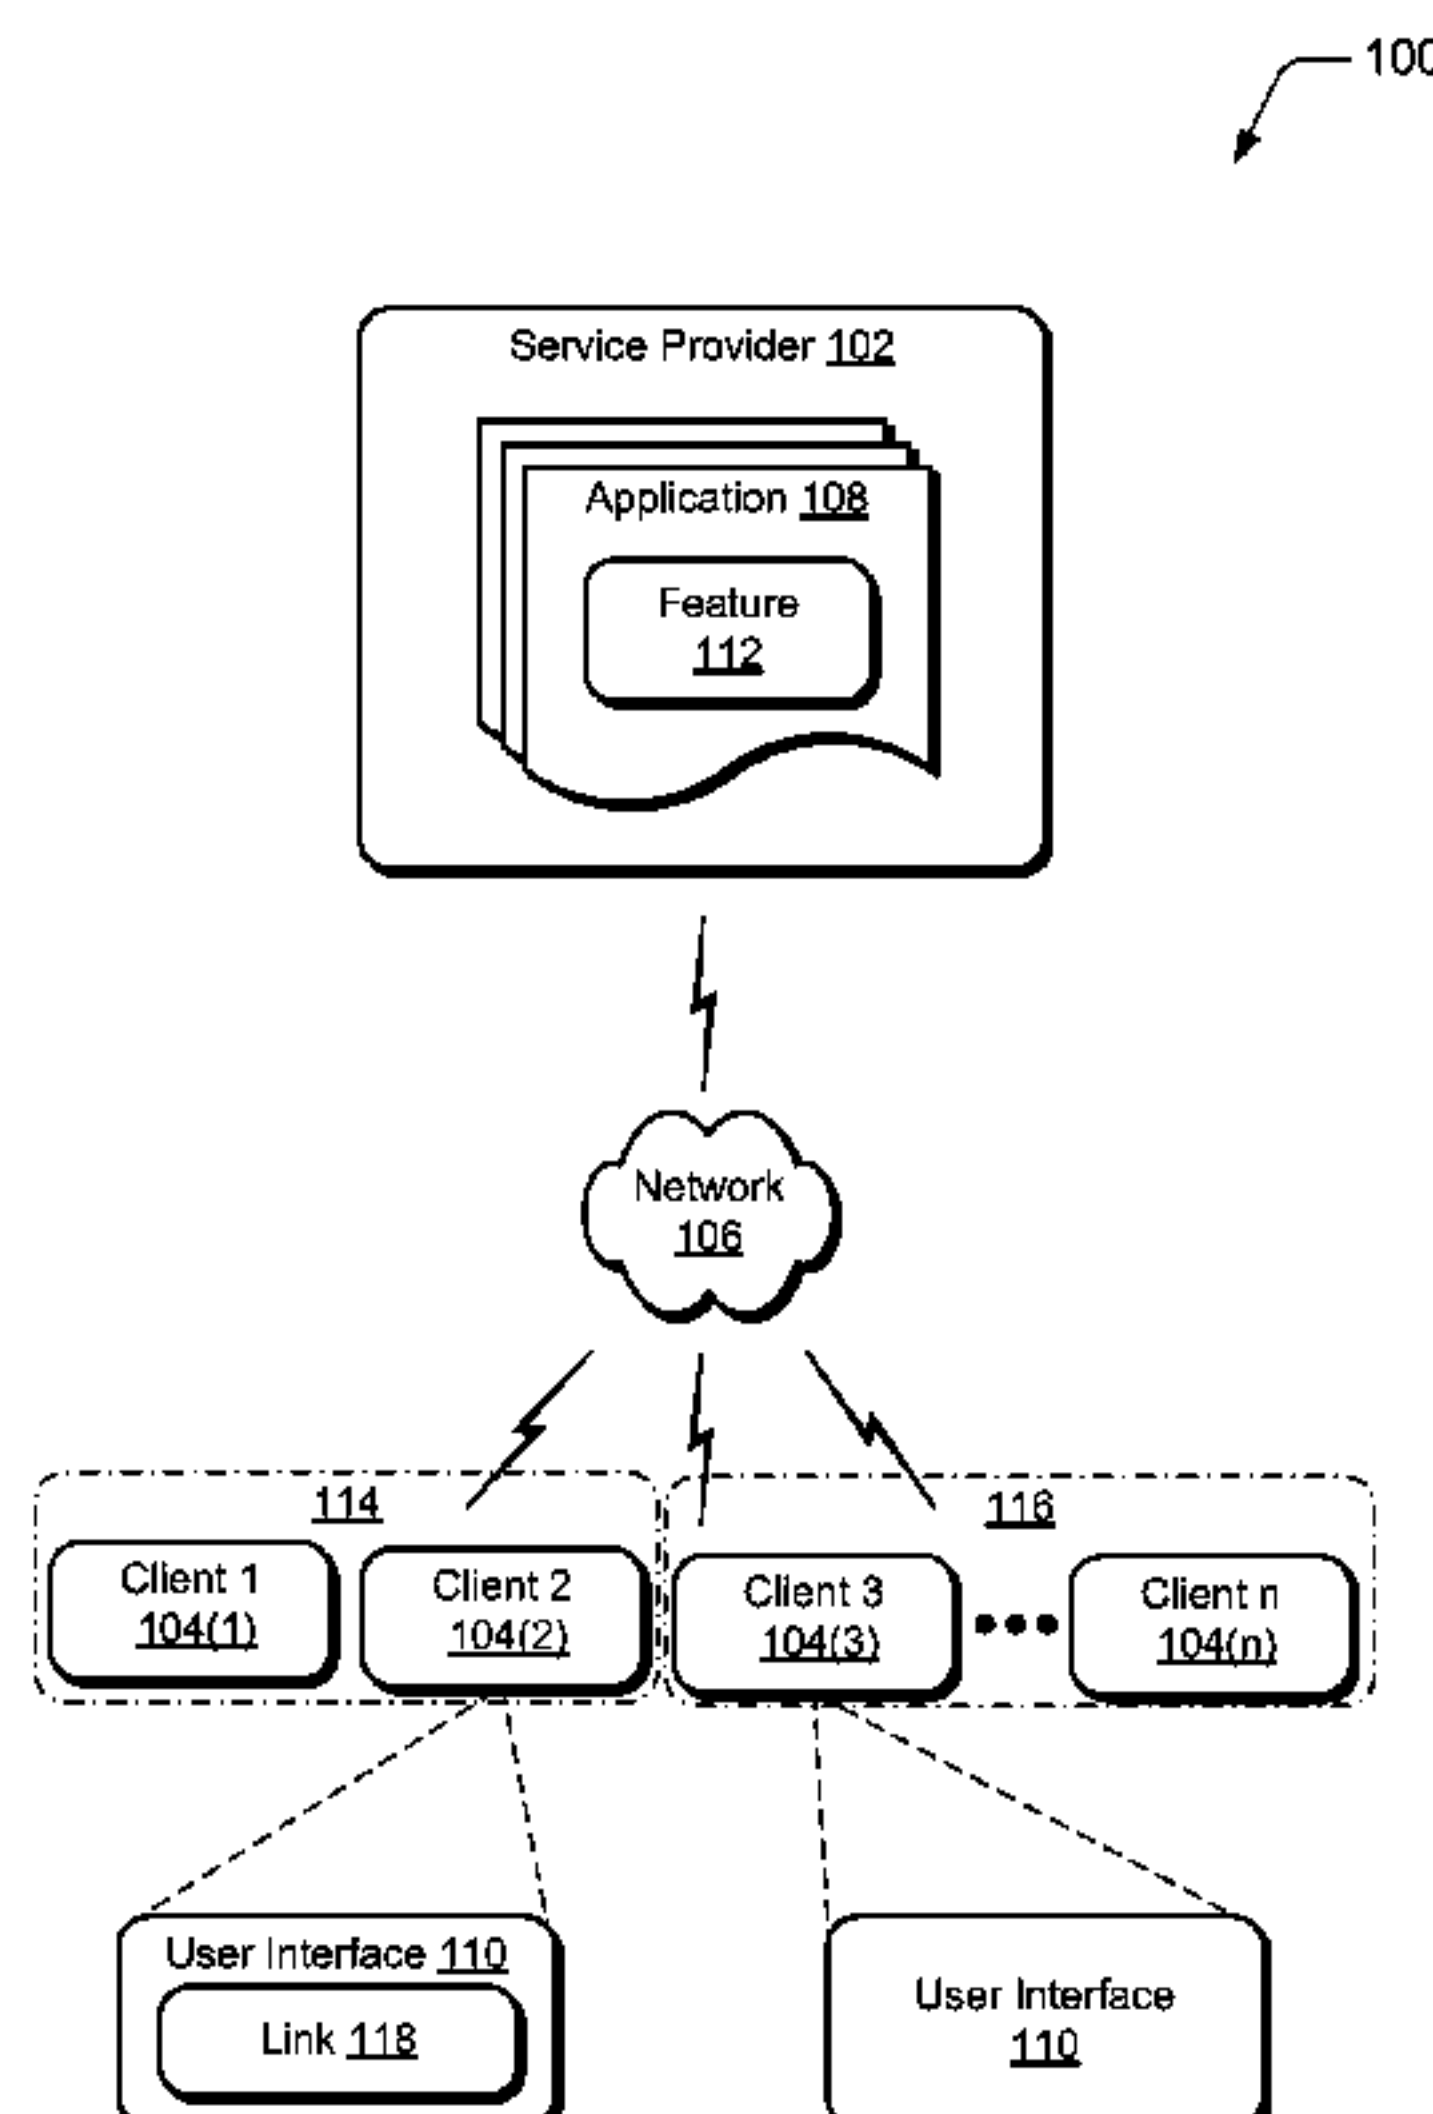 100
Service Provider 102
Application 108
Feature
112
Network
106
114
116
Client 1
104(1)
Client 2
104(2)
Client 3
104(3)
Client n
104(n)
User Interface 110
Link 118
User Interface
110